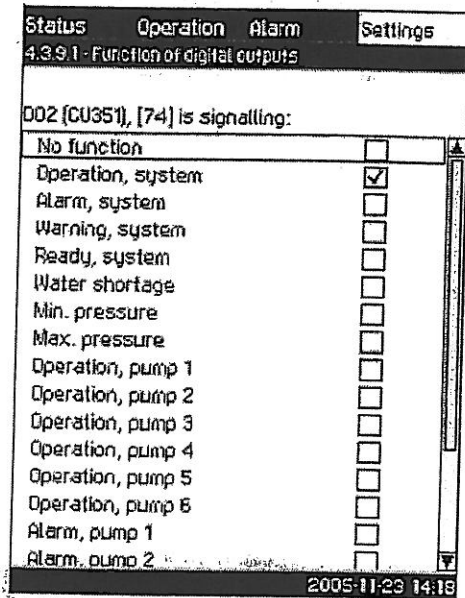 Status Operation Alarm Settings
4.3.9.1 - Function of digital outputs
DO2 (CU351), [74] is signalling:
No function
Operation, system
Alarm, system
Warning, system
Ready, system
Water shortage
Min. pressure
Max. pressure
Operation, pump 1
Operation, pump 2
Operation, pump 3
Operation, pump 4
Operation, pump 5
Operation, pump 6
Alarm, pump 1
Alarm, pump 2
2005-11-23 14:18